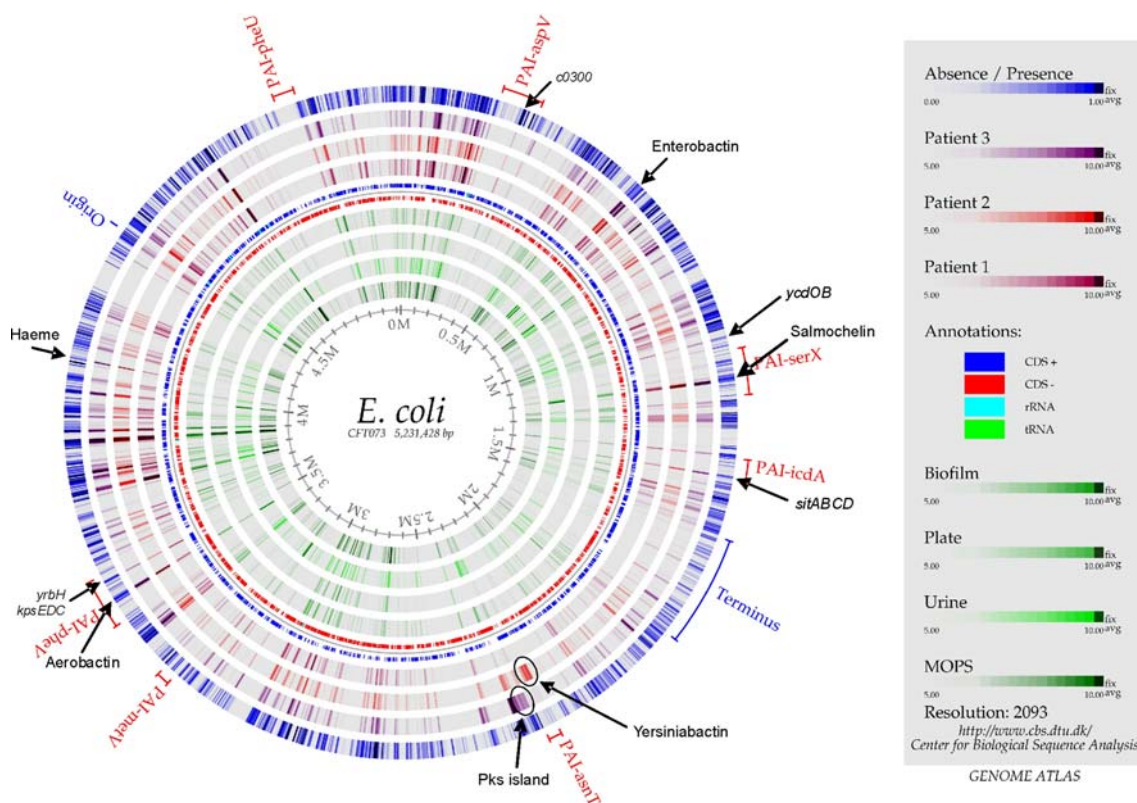 PAI-pheU
PAI-aspV
c0300
Enterobactin
Origin
ycdOB
Haeme
Salmochelin
PAI-serX
PAI-icdA
sitABCD
Terminus
yrbH
kpsEDC
PAI-pheV
Aerobactin
PAI-metV
Yersiniabactin
Pks island
PAI-asnT
0M
0.5M
1M
1.5M
2M
2.5M
3M
3.5M
4M
4.5M
E. coli
CFT073 5,231,428 bp
Absence / Presence
0.00 1.00 fix avg
Patient 3
5.00 10.00 fix avg
Patient 2
5.00 10.00 fix avg
Patient 1
5.00 10.00 fix avg
Annotations:
CDS +
CDS -
rRNA
tRNA
Biofilm
5.00 10.00 fix avg
Plate
5.00 10.00 fix avg
Urine
5.00 10.00 fix avg
MOPS
5.00 10.00 fix avg
Resolution: 2093
http://www.cbs.dtu.dk/
Center for Biological Sequence Analysis
GENOME ATLAS